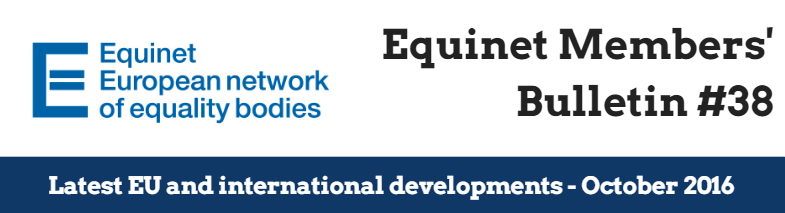 Equinet
European network
of equality bodies
Equinet Members'
Bulletin #38
Latest EU and international developments - October 2016